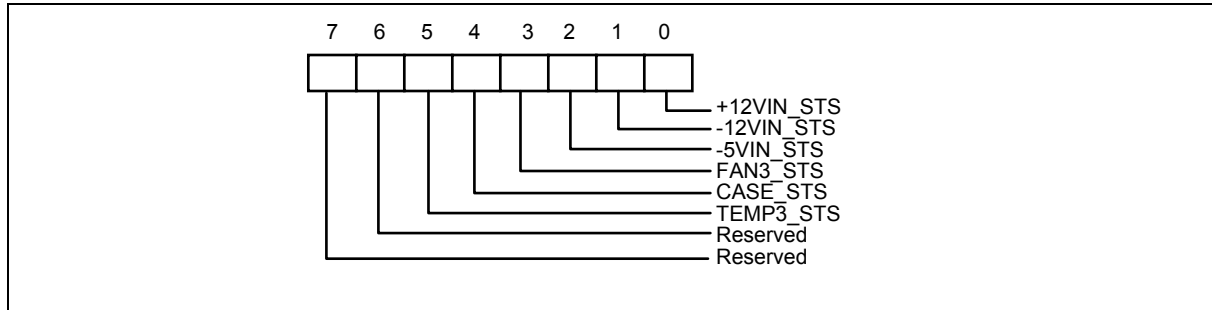 7 6 5 4 3 2 1 0
+12VIN_STS
-12VIN_STS
-5VIN_STS
FAN3_STS
CASE_STS
TEMP3_STS
Reserved
Reserved